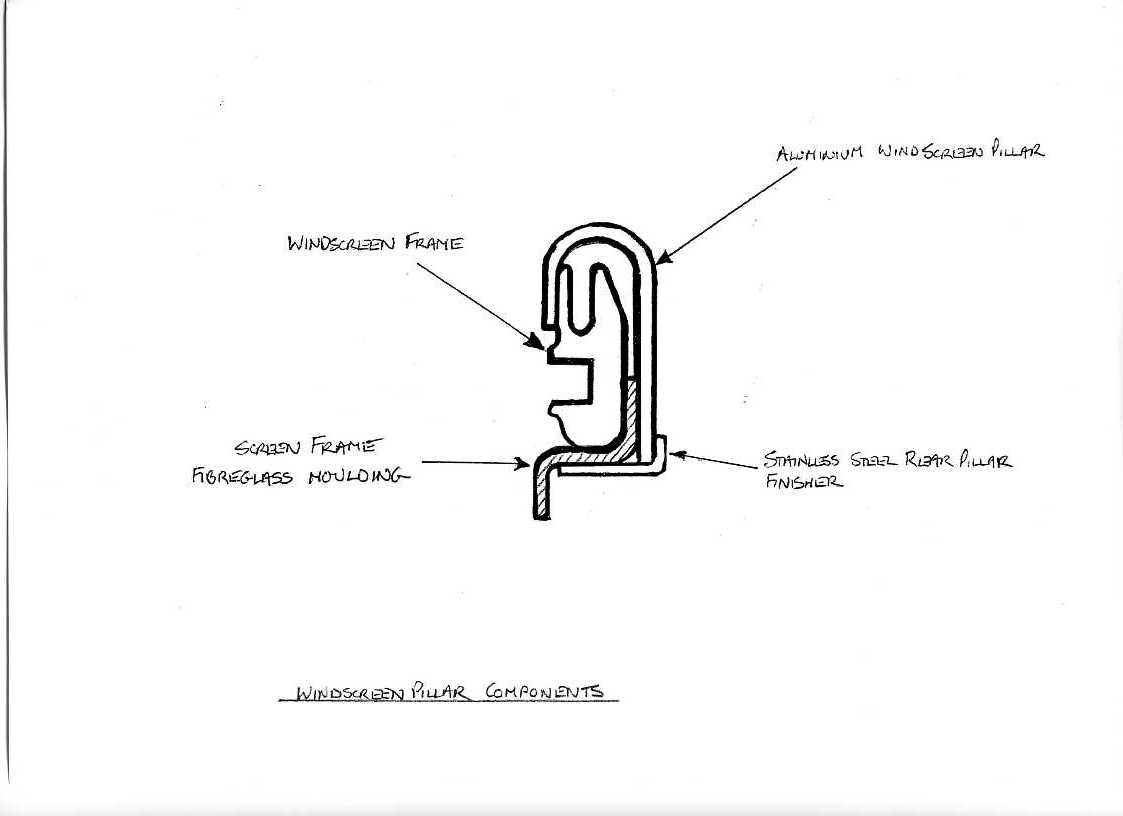 ALUMINIUM WINDSCREEN PILLAR
WINDSCREEN FRAME
SCREEN FRAME
FIBREGLASS MOULDING
STAINLESS STEEL REAR PILLAR
FINISHER
WINDSCREEN PILLAR COMPONENTS